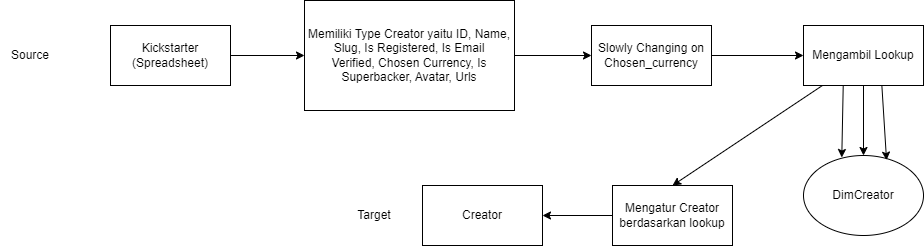 Source
Kickstarter
(Spreadsheet)
Memiliki Type Creator yaitu ID, Name,
Slug, Is Registered, Is Email
Verified, Chosen Currency, Is
Superbacker, Avatar, Urls
Slowly Changing on
Chosen_currency
Mengambil Lookup
DimCreator
Target
Creator
Mengatur Creator
berdasarkan lookup